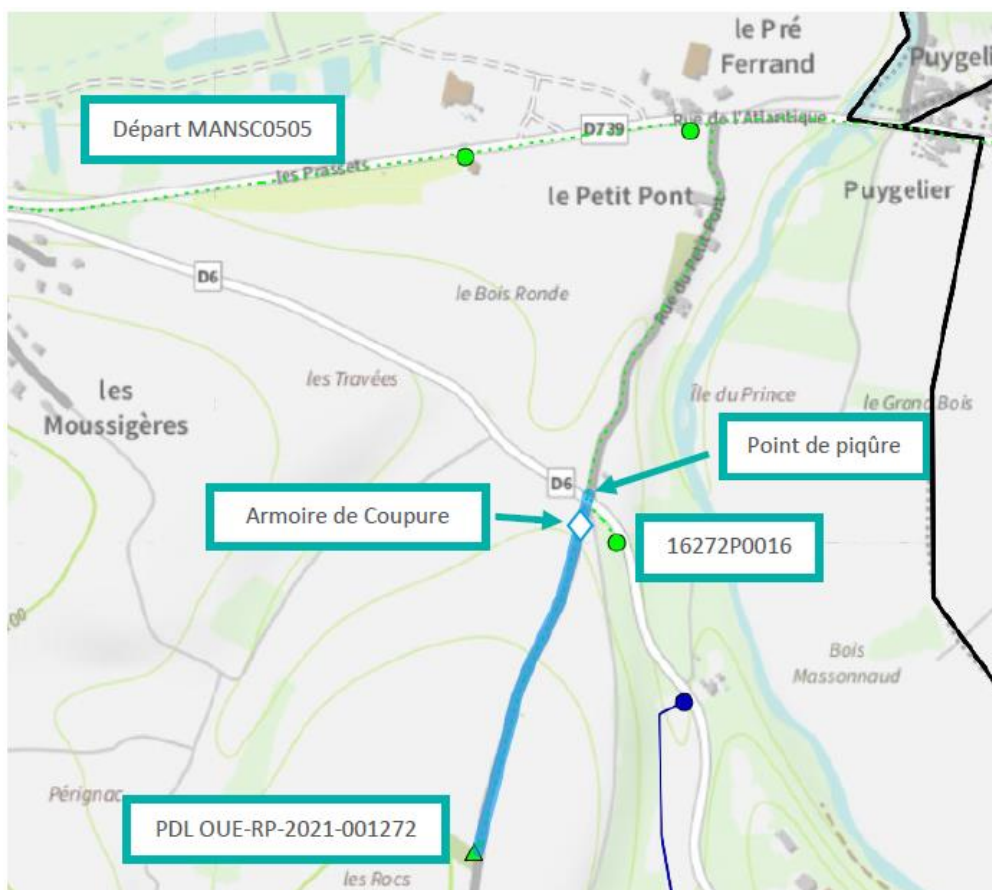 le Pré
Ferrand
Puygeli
Départ MANSC0505
D739
Rue de l'Atlantique
les Prassets
le Petit Pont
Puygelier
D6
le Bois Ronde
Rue du Petit Pont
les Travées
Île du Prince
les
Moussigères
le Grand Bois
Point de piqûre
D6
Armoire de Coupure
16272P0016
00
Bois
Massonnaud
Pérignac
PDL OUE-RP-2021-001272
les Rocs